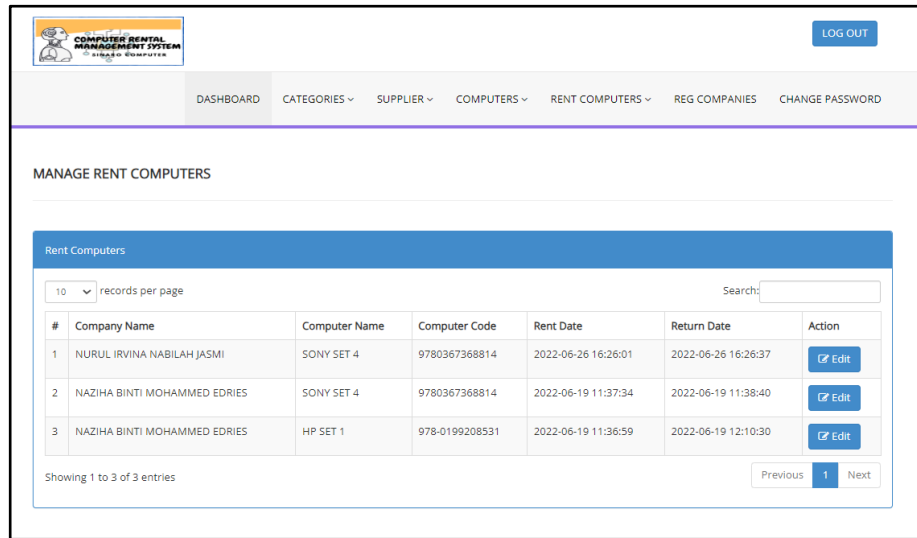 COMPUTER RENTAL
MANAGEMENT SYSTEM
SINARO COMPUTER
LOG OUT
DASHBOARD CATEGORIES SUPPLIER COMPUTERS RENT COMPUTERS REG COMPANIES CHANGE PASSWORD
MANAGE RENT COMPUTERS
Rent Computers
10 records per page Search:
# Company Name Computer Name Computer Code Rent Date Return Date Action
1 NURUL IRVINA NABILAH JASMI SONY SET 4 9780367368814 2022-06-26 16:26:01 2022-06-26 16:26:37 Edit
2 NAZIHA BINTI MOHAMMED EDRIES SONY SET 4 9780367368814 2022-06-19 11:37:34 2022-06-19 11:38:40 Edit
3 NAZIHA BINTI MOHAMMED EDRIES HP SET 1 978-0199208531 2022-06-19 11:36:59 2022-06-19 12:10:30 Edit
Showing 1 to 3 of 3 entries Previous 1 Next